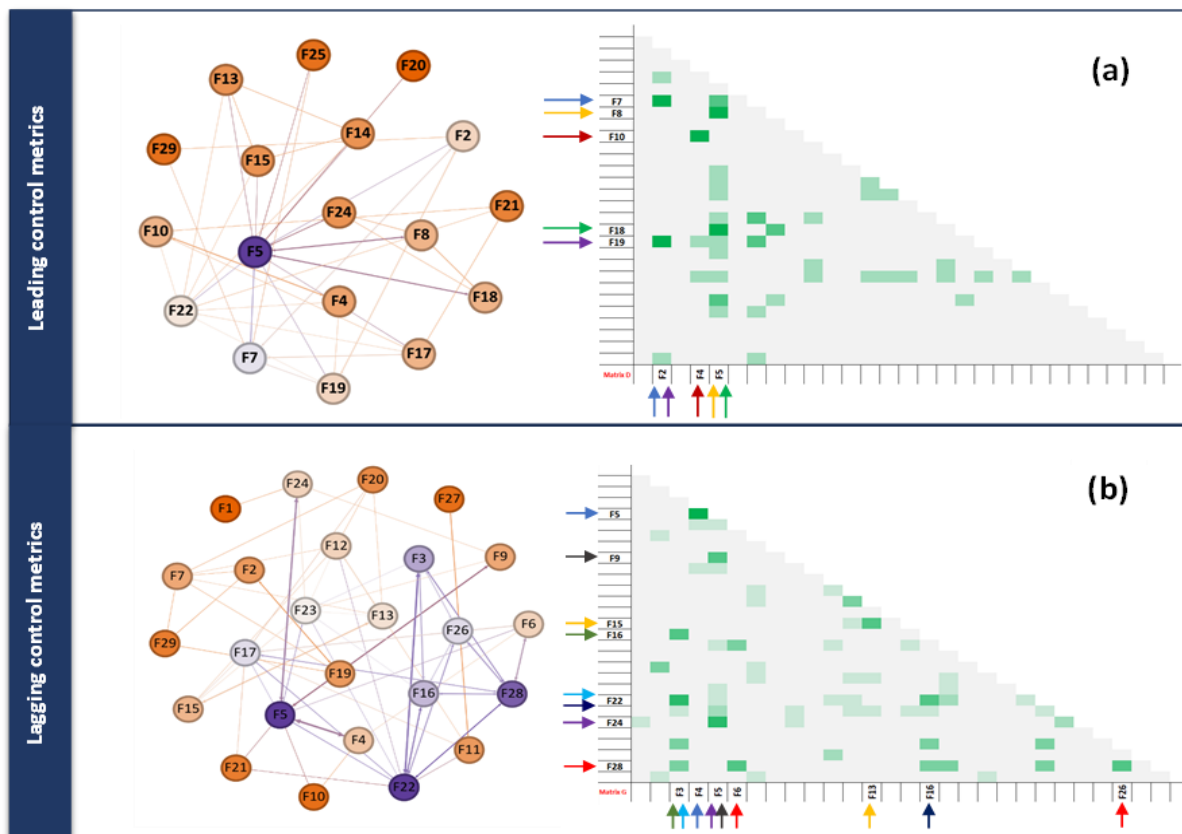 Leading control metrics
(a)
F25
F20
F13
F14
F2
F29
F15
F24
F21
F10
F8
F5
F4
F18
F22
F7
F17
F19
F7
F8
F10
F18
F19
Matrix D
F2
F4
F5
Lagging control metrics
(b)
F24
F20
F27
F1
F12
F3
F9
F7
F2
F23
F13
F26
F6
F29
F17
F19
F16
F28
F15
F5
F4
F11
F21
F22
F10
F5
F9
F15
F16
F22
F24
F28
Matrix G
F3
F4
F5
F6
F13
F16
F26